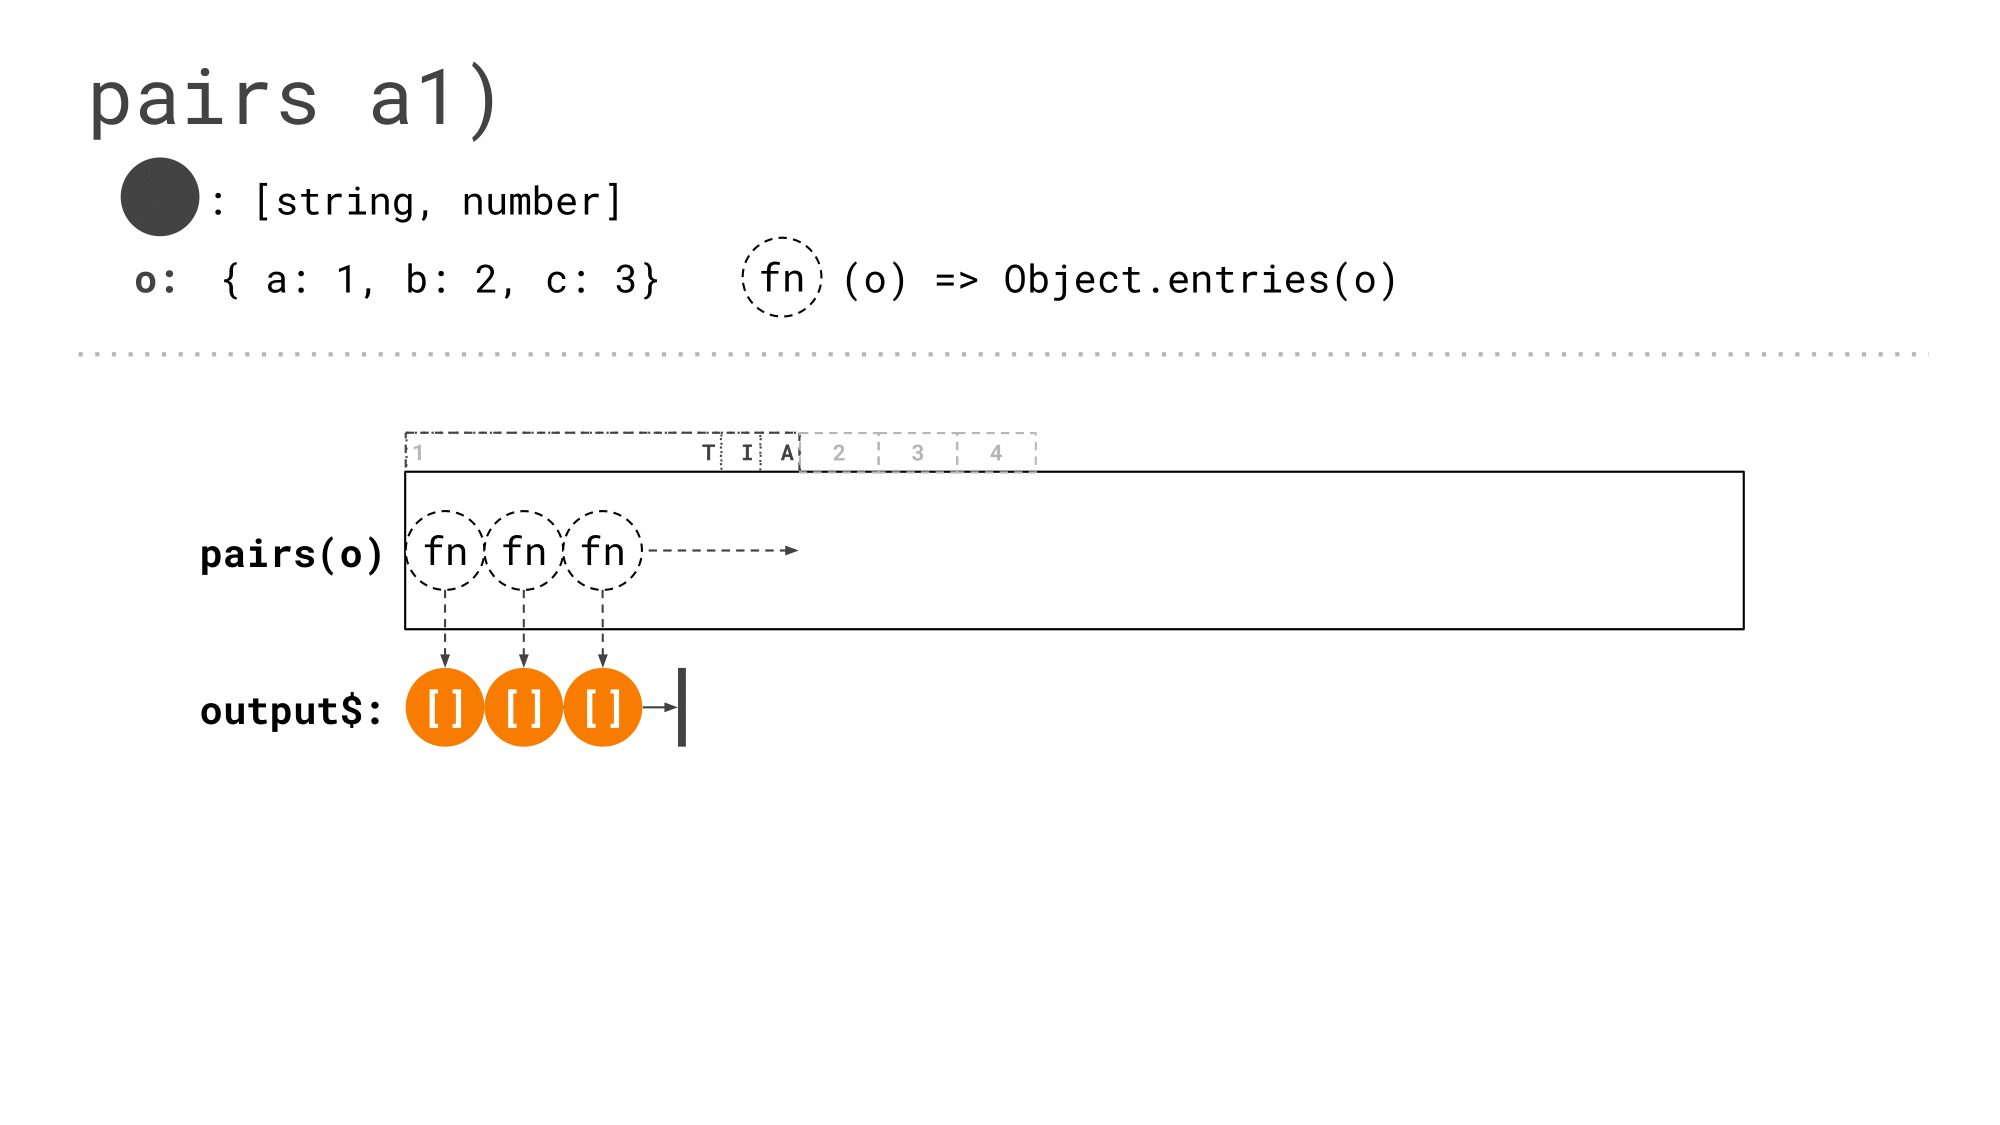 pairs a1)
: [string, number]
o: { a: 1, b: 2, c: 3} fn (o) => Object.entries(o)
1 T I A 2 3 4
pairs(o) fn fn fn
output$: [] [] []